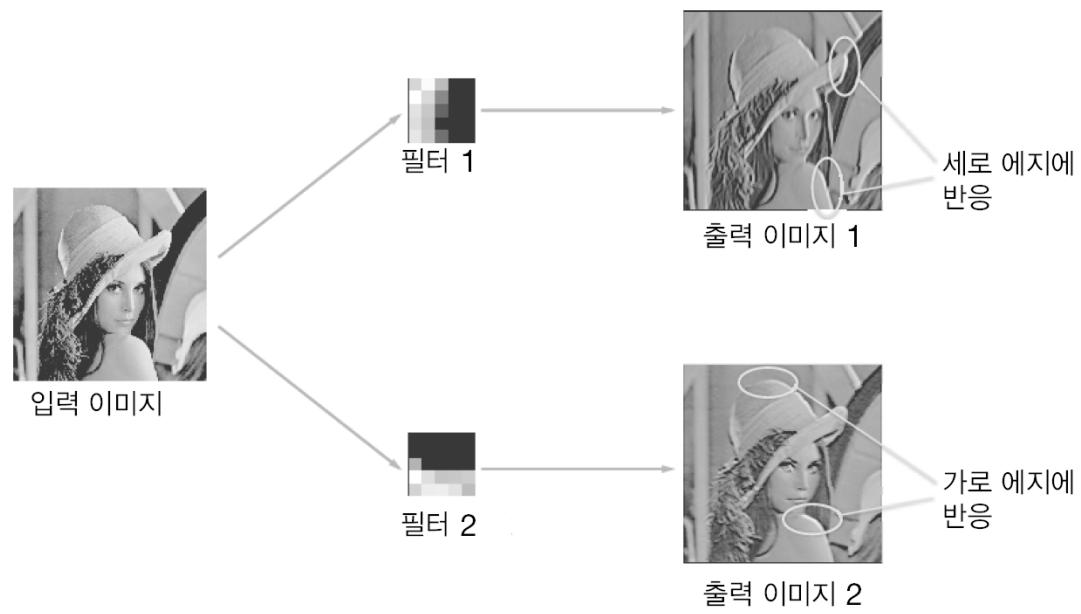 필터 1
세로 에지에
반응
출력 이미지 1
입력 이미지
필터 2
가로 에지에
반응
출력 이미지 2